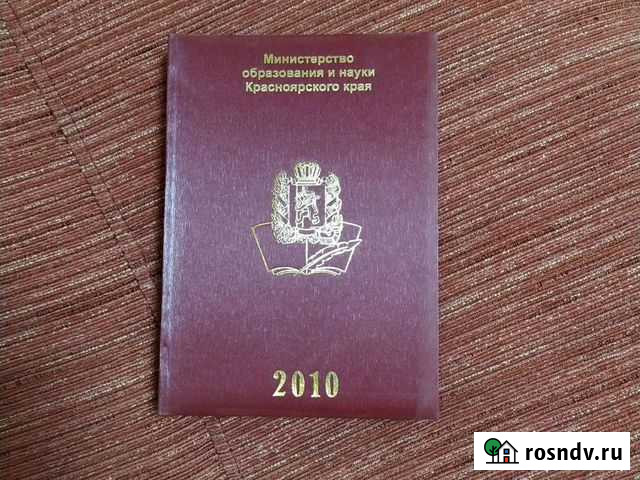 Министерство
образования и науки
Красноярского края
2010
rosndv.ru